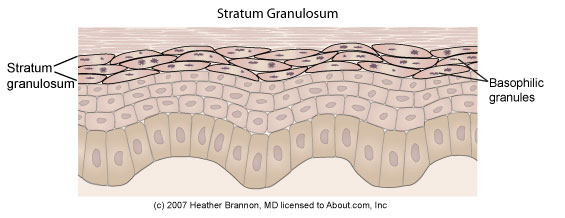 Stratum Granulosum
Stratum
granulosum
Basophilic
granules
(c) 2007 Heather Brannon, MD licensed to About.com, Inc